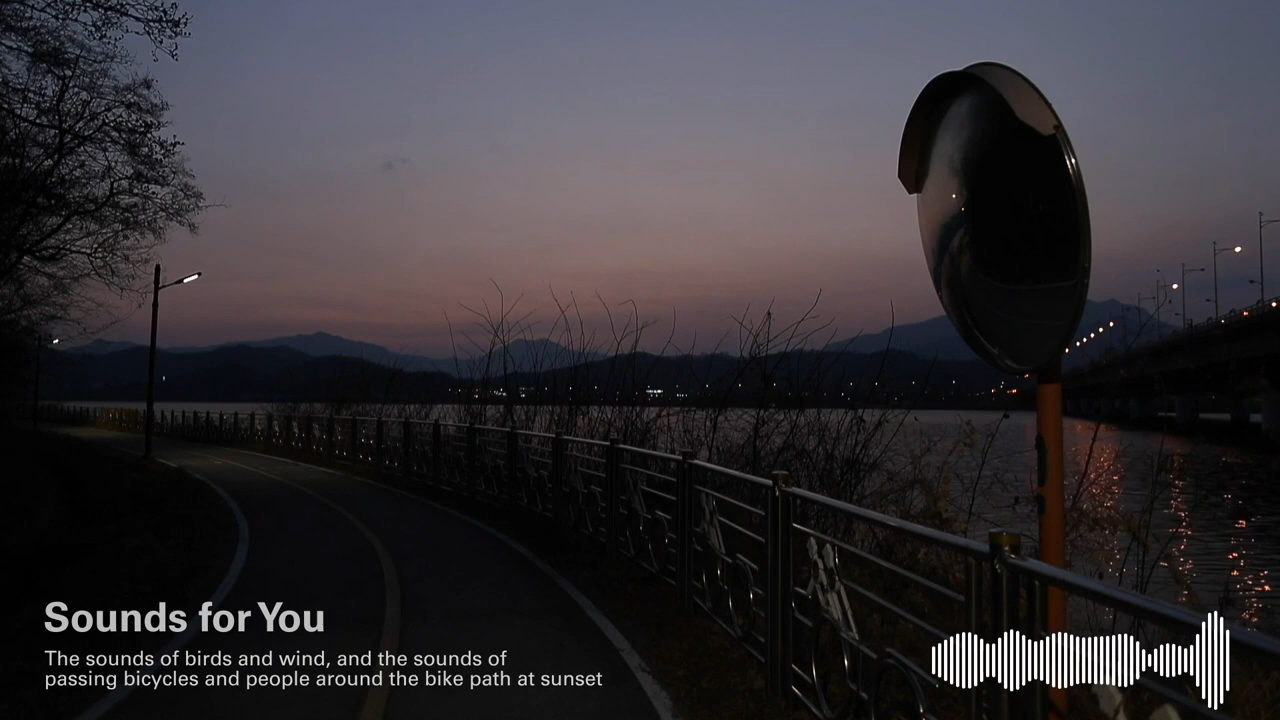 Sounds for You
The sounds of birds and wind, and the sounds of
passing bicycles and people around the bike path at sunset